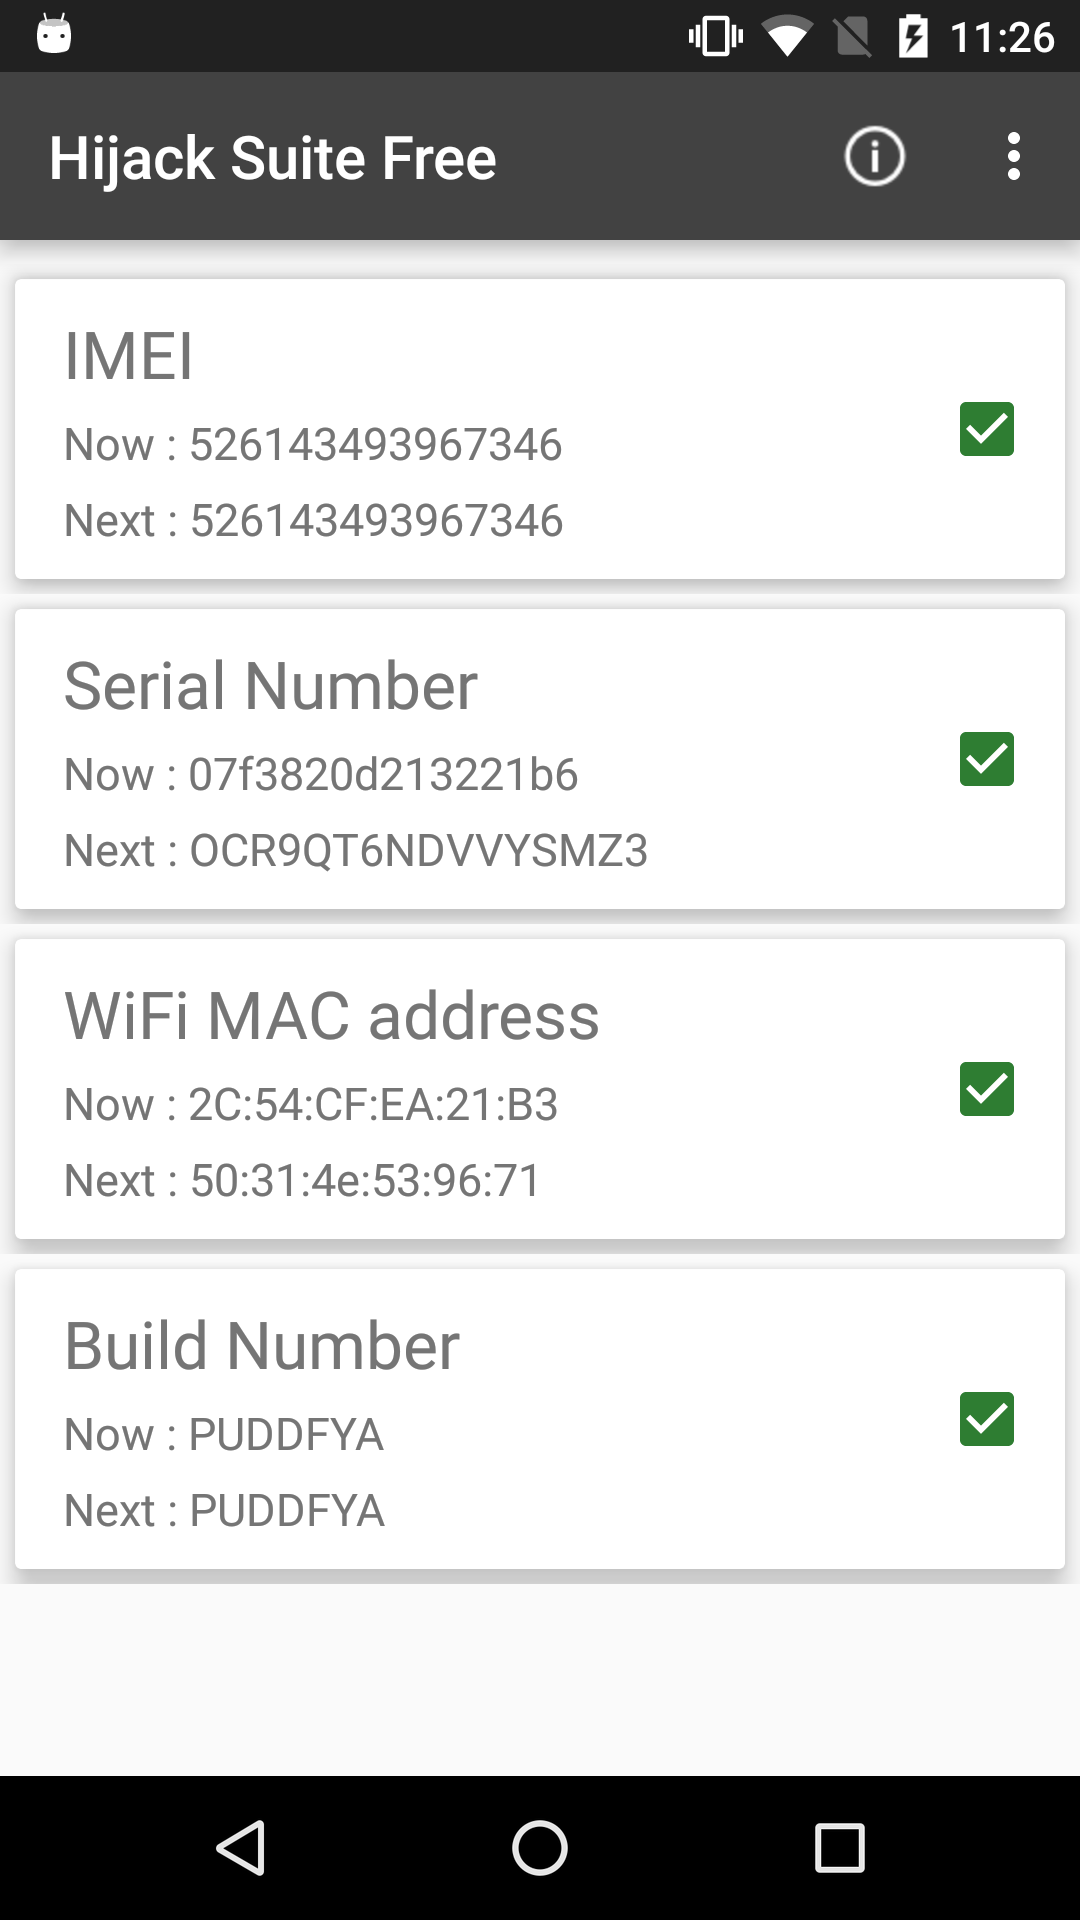 11:26
Hijack Suite Free
IMEI
Now : 526143493967346
Next : 526143493967346
Serial Number
Now : 07f3820d213221b6
Next : OCR9QT6NDVVYSMZ3
WiFi MAC address
Now : 2C:54:CF:EA:21:B3
Next : 50:31:4e:53:96:71
Build Number
Now : PUDDFYA
Next : PUDDFYA